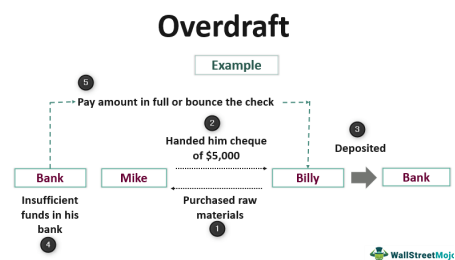 Overdraft
Example
5
Pay amount in full or bounce the check
2
Handed him cheque
of $5,000
3
Deposited
Bank
Mike
Billy
Bank
Insufficient
funds in his
bank
4
Purchased raw
materials
1
WallStreetMojo